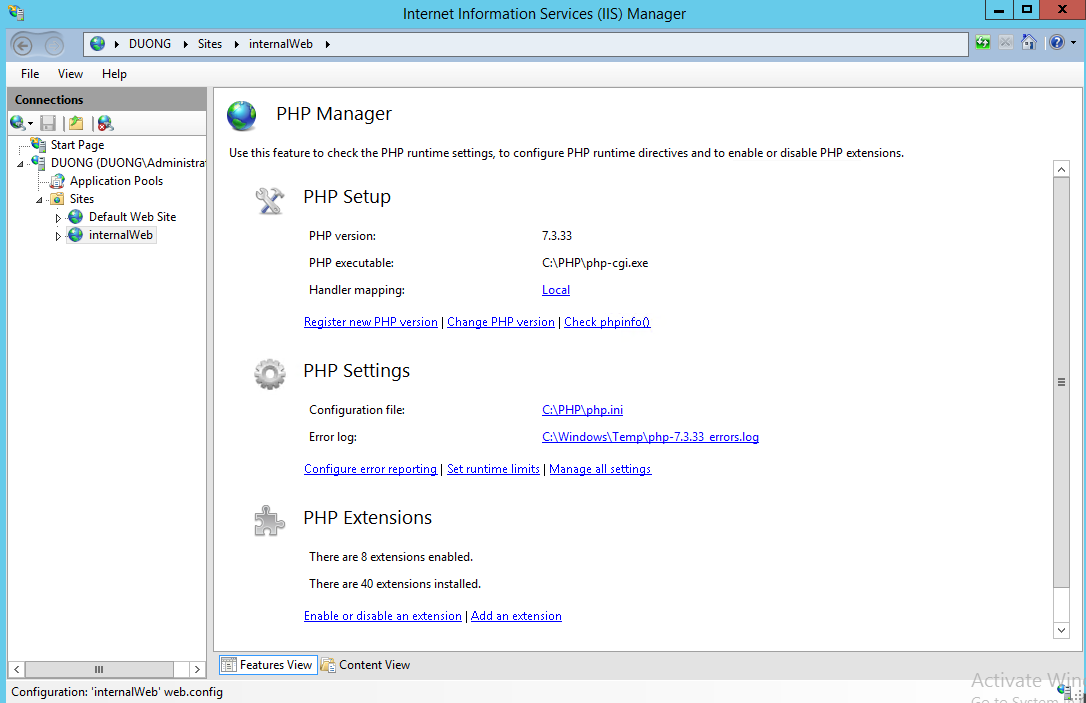 Internet Information Services (IIS) Manager
DUONG Sites internalWeb
File View Help
Connections
Start Page
DUONG (DUONG\Administra
Application Pools
Sites
Default Web Site
internalWeb
PHP Manager
Use this feature to check the PHP runtime settings, to configure PHP runtime directives and to enable or disable PHP extensions.
PHP Setup
PHP version: 7.3.33
PHP executable: C:\PHP\php-cgi.exe
Handler mapping: Local
Register new PHP version | Change PHP version | Check phpinfo()
PHP Settings
Configuration file: C:\PHP\php.ini
Error log: C:\Windows\Temp\php-7.3.33_errors.log
Configure error reporting | Set runtime limits | Manage all settings
PHP Extensions
There are 8 extensions enabled.
There are 40 extensions installed.
Enable or disable an extension | Add an extension
Features View Content View
Configuration: 'internalWeb' web.config
Activate Win
Go to System